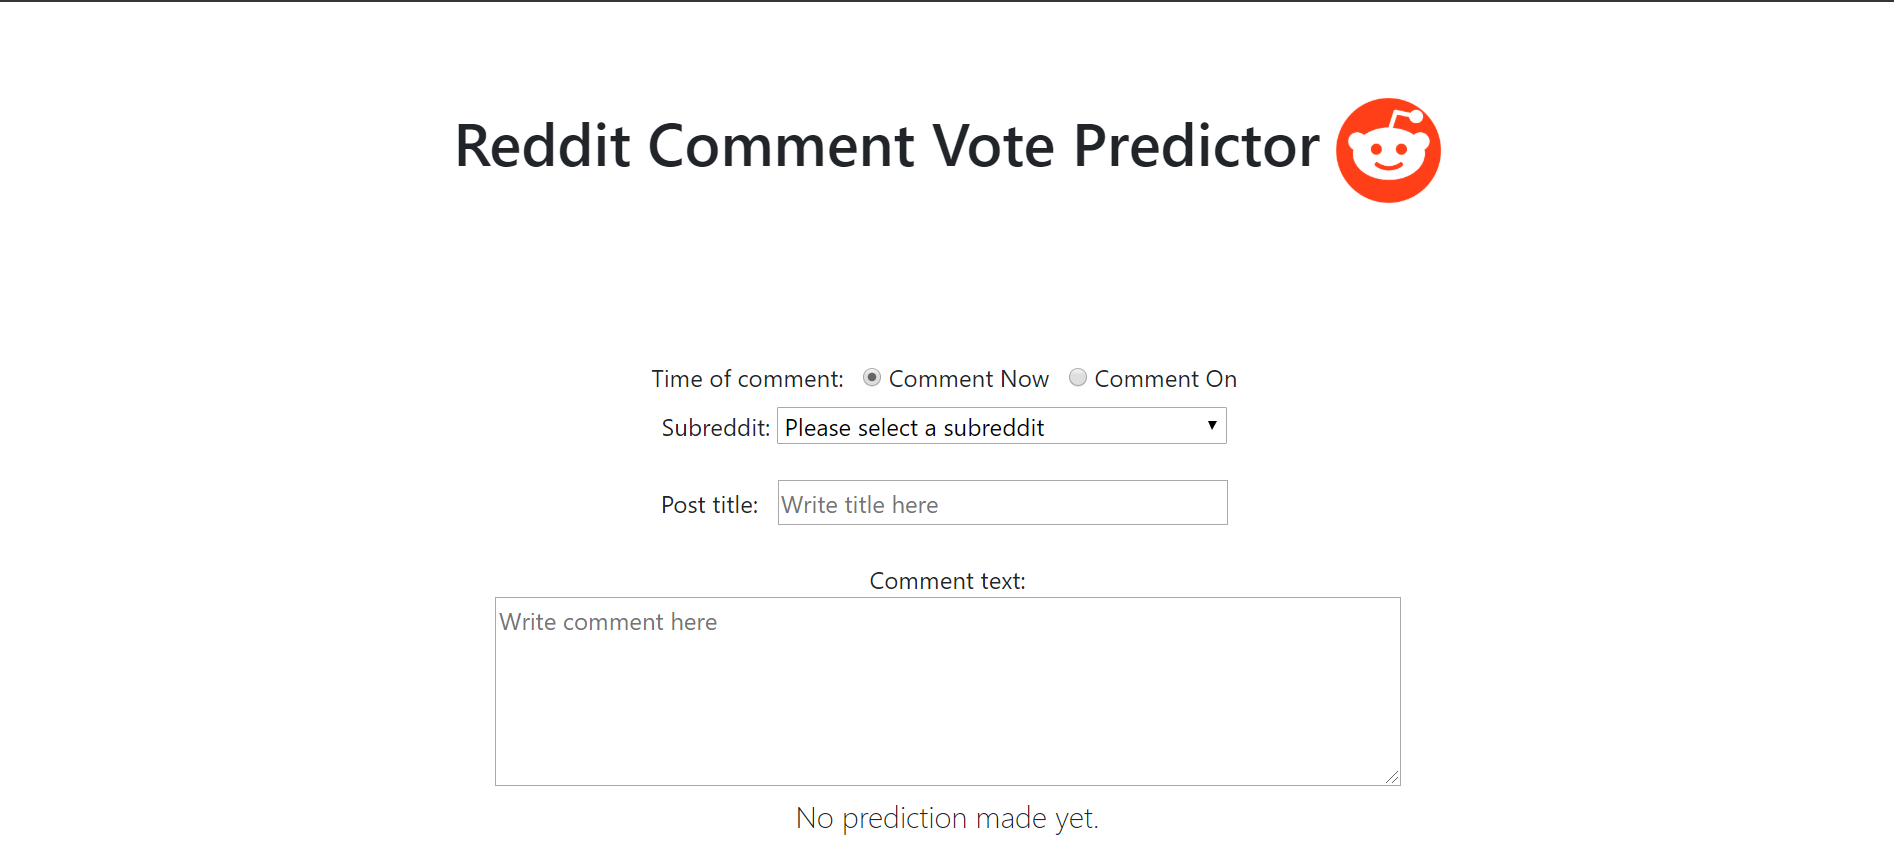 Reddit Comment Vote Predictor
Time of comment: Comment Now Comment On
Subreddit: Please select a subreddit
Post title: Write title here
Comment text:
Write comment here
No prediction made yet.